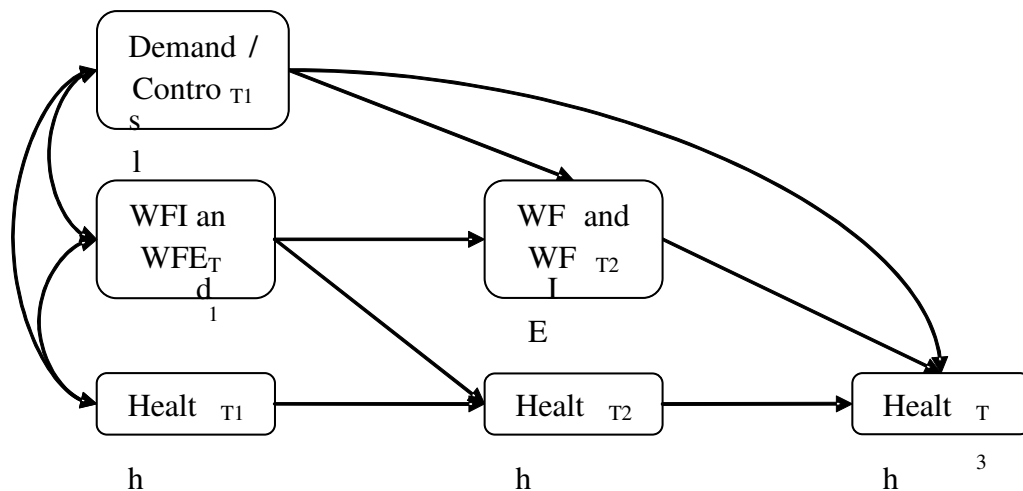 Demand /
Contro T1
s
l
WFI an
WFE T
d
1
WF and
WF T2
I
E
Healt T1
h
Healt T2
h
Healt T
3
h